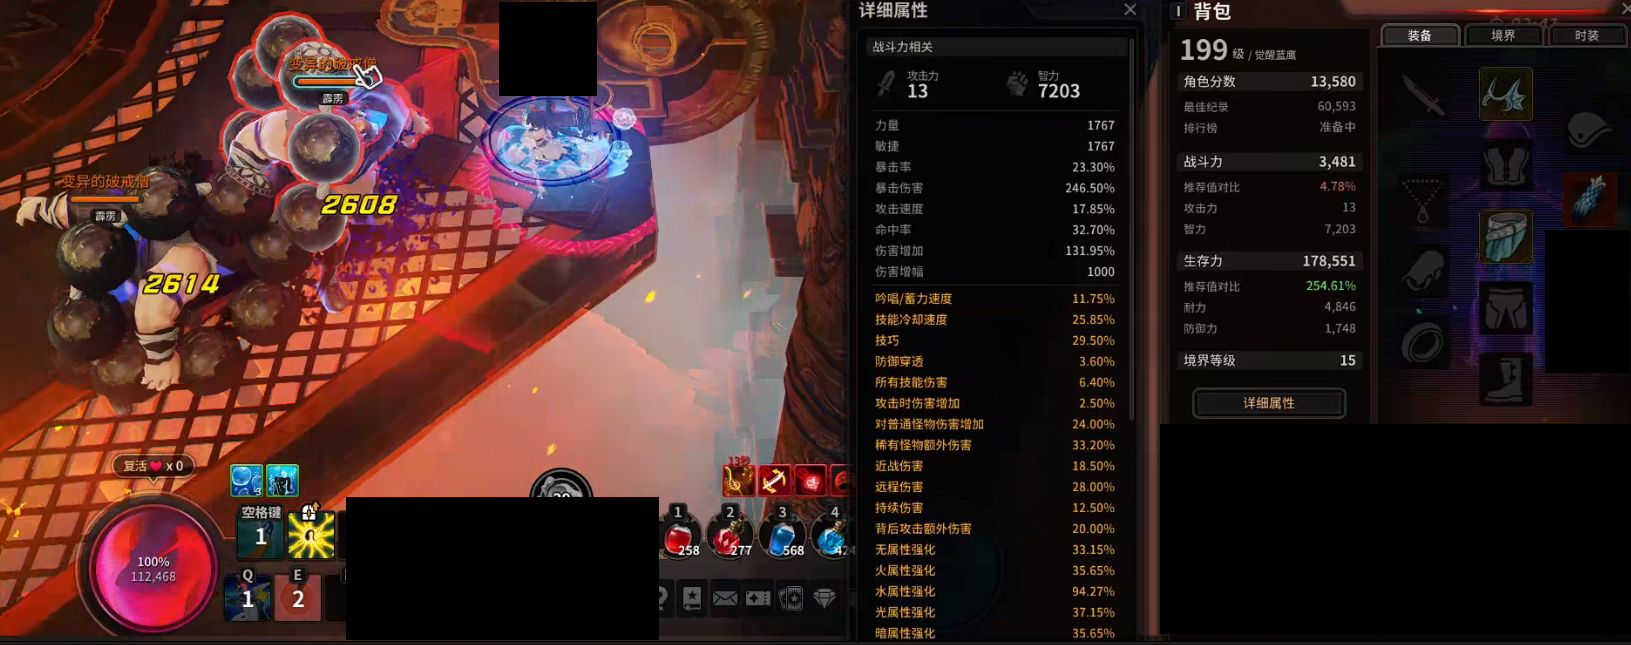 变异的破戒僧
霹雳
变异的破戒僧
霹雳
2608
2614
复活 x 0
3
13秒
空格键
1
Q
1
E
2
100%
112,468
1
258
2
277
3
568
4
424
详细属性
战斗力相关
攻击力
13
智力
7203
力量 1767
敏捷 1767
暴击率 23.30%
暴击伤害 246.50%
攻击速度 17.85%
命中率 32.70%
伤害增加 131.95%
伤害增幅 1000
吟唱/蓄力速度 11.75%
技能冷却速度 25.85%
技巧 29.50%
防御穿透 3.60%
所有技能伤害 6.40%
攻击时伤害增加 2.50%
对普通怪物伤害增加 24.00%
稀有怪物额外伤害 33.20%
近战伤害 18.50%
远程伤害 28.00%
持续伤害 12.50%
背后攻击额外伤害 20.00%
无属性强化 33.15%
火属性强化 35.65%
水属性强化 94.27%
光属性强化 37.15%
暗属性强化 35.65%
I 背包
199 级 / 觉醒蓝鹰
角色分数 13,580
最佳纪录 60,593
排行榜 准备中
战斗力 3,481
推荐值对比 4.78%
攻击力 13
智力 7,203
生存力 178,551
推荐值对比 254.61%
耐力 4,846
防御力 1,748
境界等级 15
详细属性
装备
境界
时装